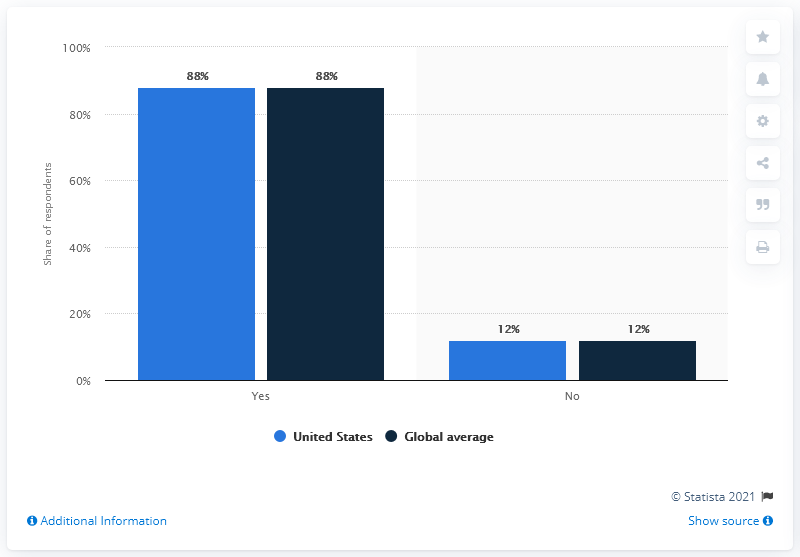 100%
80%
60%
40%
20%
0%
Share of respondents
88%
88%
12%
12%
Yes
No
United States
Global average
© Statista 2021
Additional Information
Show source